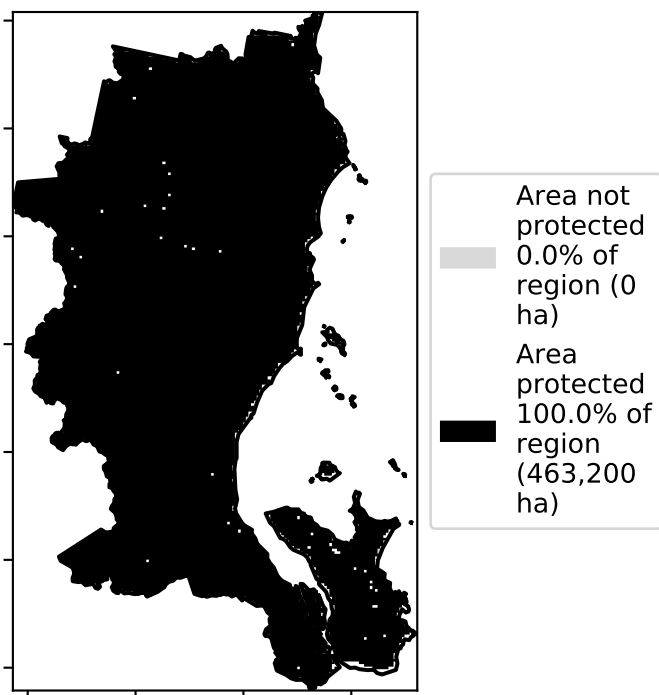 Area not
protected
0.0% of
region (0
ha)
Area
protected
100.0% of
region
(463,200
ha)